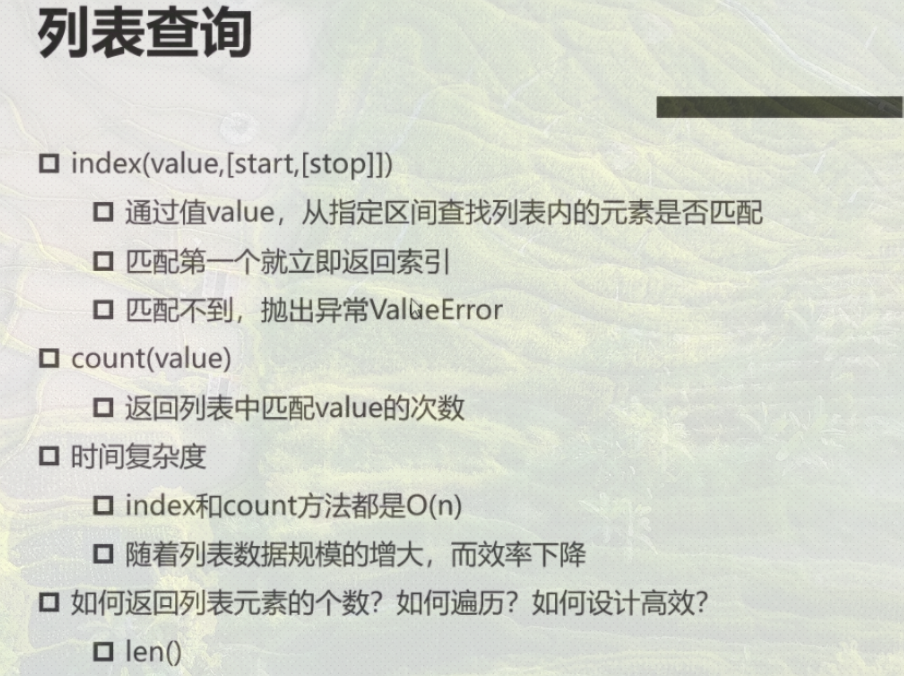 列表查询
index(value,[start,[stop]])
通过值value，从指定区间查找列表内的元素是否匹配
匹配第一个就立即返回索引
匹配不到，抛出异常ValueError
count(value)
返回列表中匹配value的次数
时间复杂度
index和count方法都是O(n)
随着列表数据规模的增大，而效率下降
如何返回列表元素的个数？如何遍历？如何设计高效？
len()